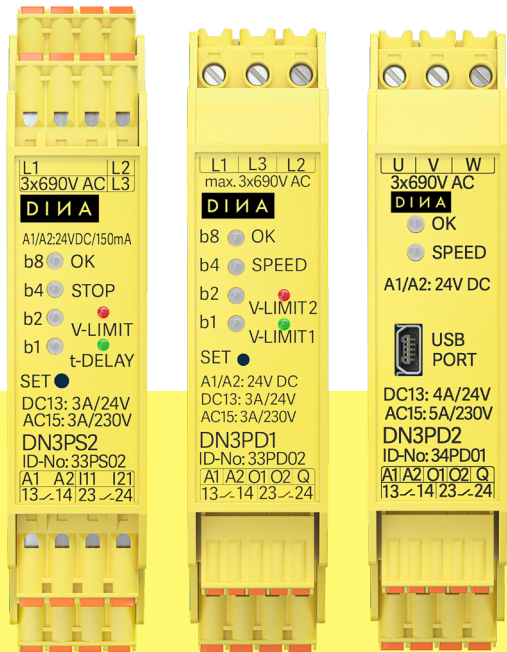 L1 L2
3x690V AC L3
DINA
A1/A2:24VDC/150mA
b8 OK
b4 STOP
b2
V-LIMIT
b1
t-DELAY
SET
DC13: 3A/24V
AC15: 3A/230V
DN3PS2
ID-No: 33PS02
A1 A2 I11 I21
13 14 23 24
L1 L3 L2
max. 3x690V AC
DINA
b8 OK
b4 SPEED
b2
V-LIMIT2
b1
V-LIMIT1
SET
A1/A2: 24V DC
DC13: 3A/24V
AC15: 3A/230V
DN3PD1
ID-No: 33PD02
A1 A2 O1 O2 Q
13 14 23 24
U V W
3x690V AC
DINA
OK
SPEED
A1/A2: 24V DC
USB
PORT
DC13: 4A/24V
AC15: 5A/230V
DN3PD2
ID-No: 34PD01
A1 A2 O1 O2 Q
13 14 23 24